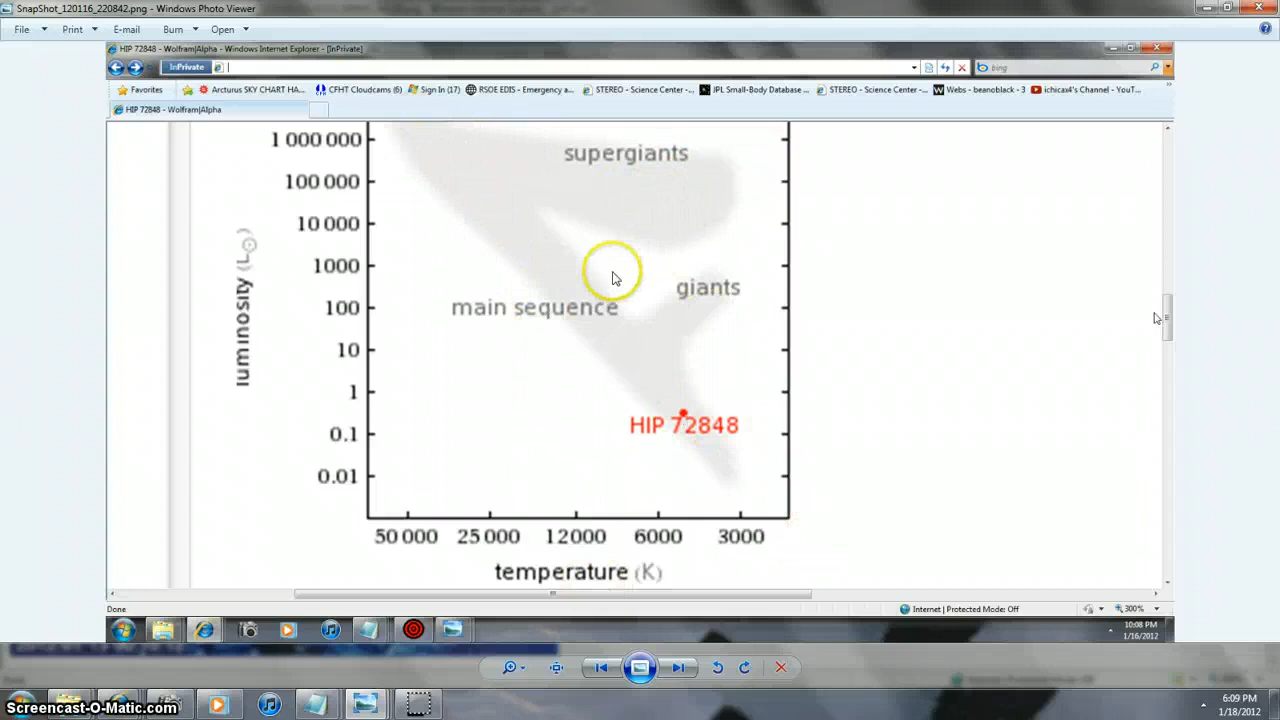 SnapShot_120116_220842.png - Windows Photo Viewer
File Print E-mail Burn Open
HIP 72848 - Wolfram|Alpha - Windows Internet Explorer - [InPrivate]
InPrivate bing
Favorites Arcturus SKY CHART HA... CFHT Cloudcams (6) Sign In (17) RSOE EDIS - Emergency a... STEREO - Science Center -... JPL Small-Body Database ... STEREO - Science Center -... Webs - beanoblack - 3 ichicax4's Channel - YouT...
HIP 72848 - Wolfram|Alpha
1 000 000
supergiants
100 000
10 000
1000
giants
100
main sequence
10
1
HIP 72848
0.1
0.01
luminosity (L☉)
50 000 25 000 12 000 6000 3000
temperature (K)
Done Internet | Protected Mode: Off 300%
10:08 PM
1/16/2012
6:09 PM
1/18/2012
Screencast-O-Matic.com